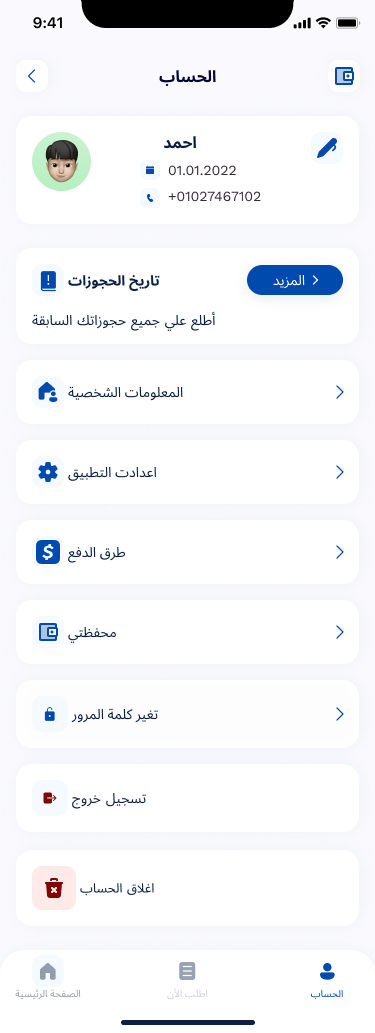 9:41
الحساب
احمد
01.01.2022
+01027467102
تاريخ الحجوزات
المزيد
أطلع علي جميع حجوزاتك السابقة
المعلومات الشخصية
اعدادت التطبيق
طرق الدفع
محفظتي
تغير كلمة المرور
تسجيل خروج
اغلاق الحساب
الصفحة الرئيسية
اطلب الأن
الحساب